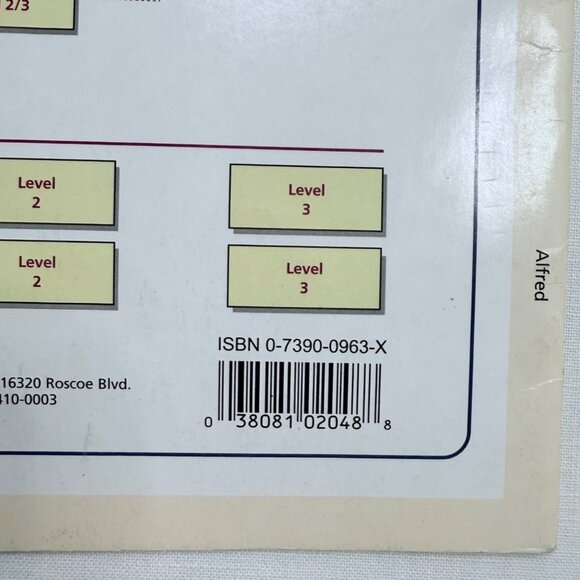 2/3
Level
2
Level
3
Level
2
Level
3
Alfred
ISBN 0-7390-0963-X
16320 Roscoe Blvd.
410-0003
0 38081 02048 8